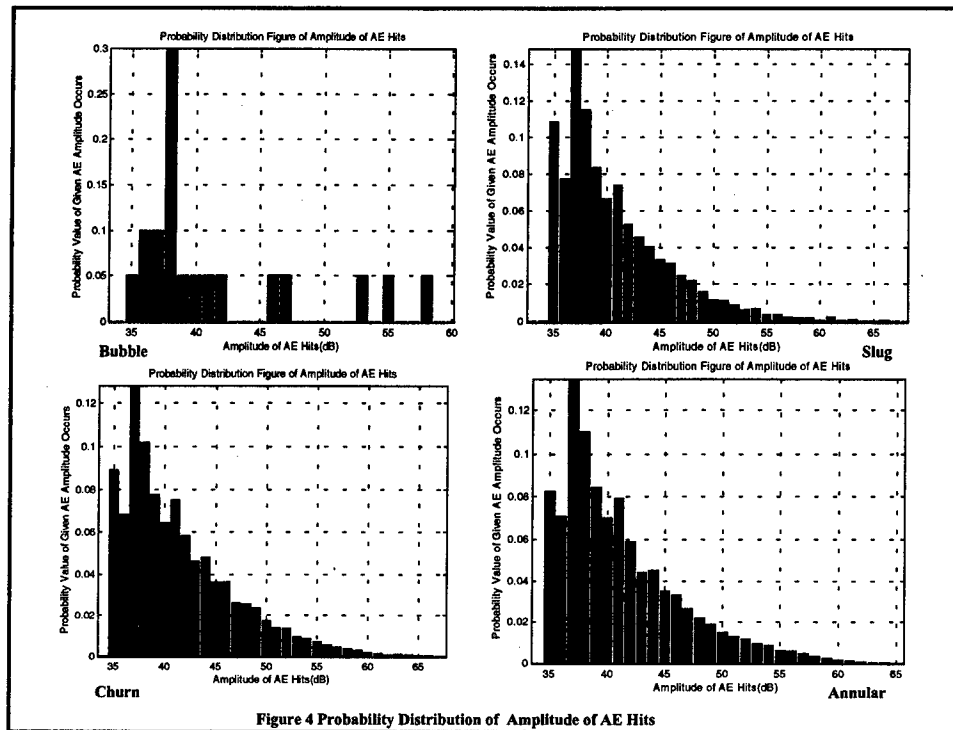 Probability Distribution Figure of Amplitude of AE Hits
Probability Value of Given AE Amplitude Occurs
0.3
0.25
0.2
0.15
0.1
0.05
0
35 40 45 50 55 60
Amplitude of AE Hits(dB)
Bubble
Probability Distribution Figure of Amplitude of AE Hits
Probability Value of Given AE Amplitude Occurs
0.14
0.12
0.1
0.08
0.06
0.04
0.02
0
35 40 45 50 55 60 65
Amplitude of AE Hits(dB)
Slug
Probability Distribution Figure of Amplitude of AE Hits
Probability Value of Given AE Amplitude Occurs
0.12
0.1
0.08
0.06
0.04
0.02
0
35 40 45 50 55 60 65
Amplitude of AE Hits(dB)
Churn
Probability Distribution Figure of Amplitude of AE Hits
Probability Value of Given AE Amplitude Occurs
0.12
0.1
0.08
0.06
0.04
0.02
0
35 40 45 50 55 60 65
Amplitude of AE Hits(dB)
Annular
Figure 4 Probability Distribution of Amplitude of AE Hits